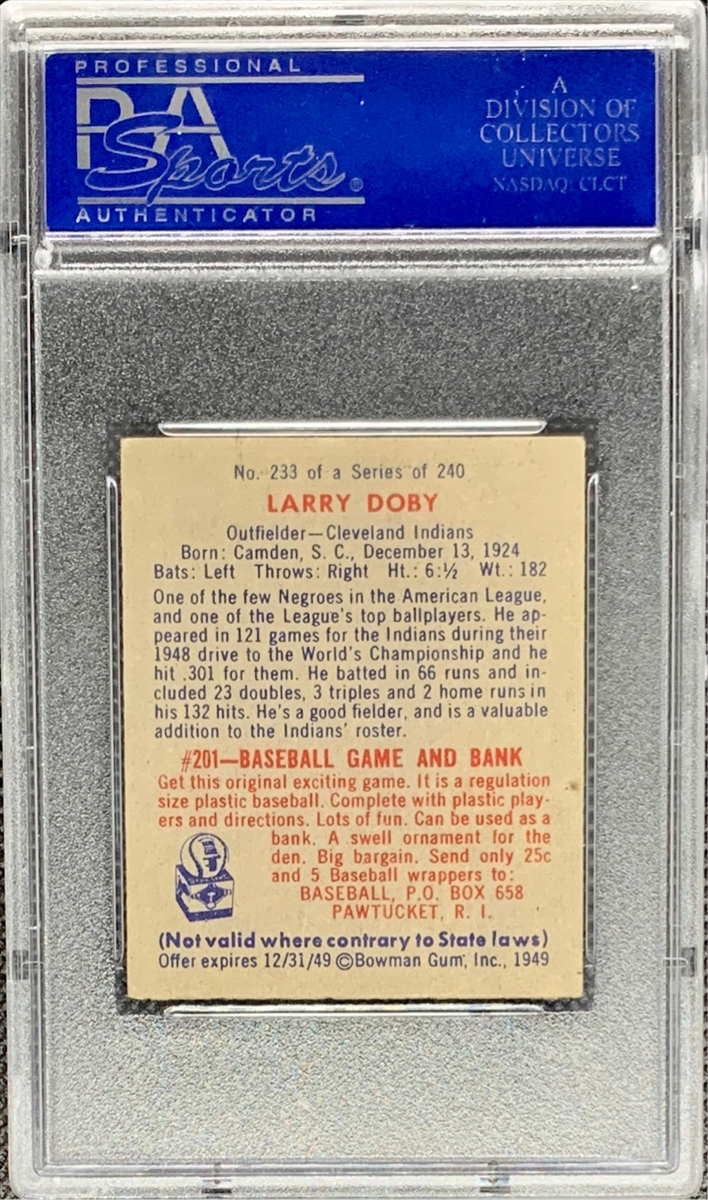 PROFESSIONAL
PSA
Sports®
AUTHENTICATOR
A
DIVISION OF
COLLECTORS
UNIVERSE
NASDAQ: CLCT
No. 233 of a Series of 240
LARRY DOBY
Outfielder—Cleveland Indians
Born: Camden, S. C., December 13, 1924
Bats: Left Throws: Right Ht.: 6:½ Wt.: 182
One of the few Negroes in the American League,
and one of the League's top ballplayers. He ap-
peared in 121 games for the Indians during their
1948 drive to the World's Championship and he
hit .301 for them. He batted in 66 runs and in-
cluded 23 doubles, 3 triples and 2 home runs in
his 132 hits. He's a good fielder, and is a valuable
addition to the Indians' roster.
#201—BASEBALL GAME AND BANK
Get this original exciting game. It is a regulation
size plastic baseball. Complete with plastic play-
ers and directions. Lots of fun. Can be used as a
bank. A swell ornament for the
den. Big bargain. Send only 25c
and 5 Baseball wrappers to:
BASEBALL, P.O. BOX 658
PAWTUCKET, R. I.
(Not valid where contrary to State laws)
Offer expires 12/31/49 ©Bowman Gum, Inc., 1949